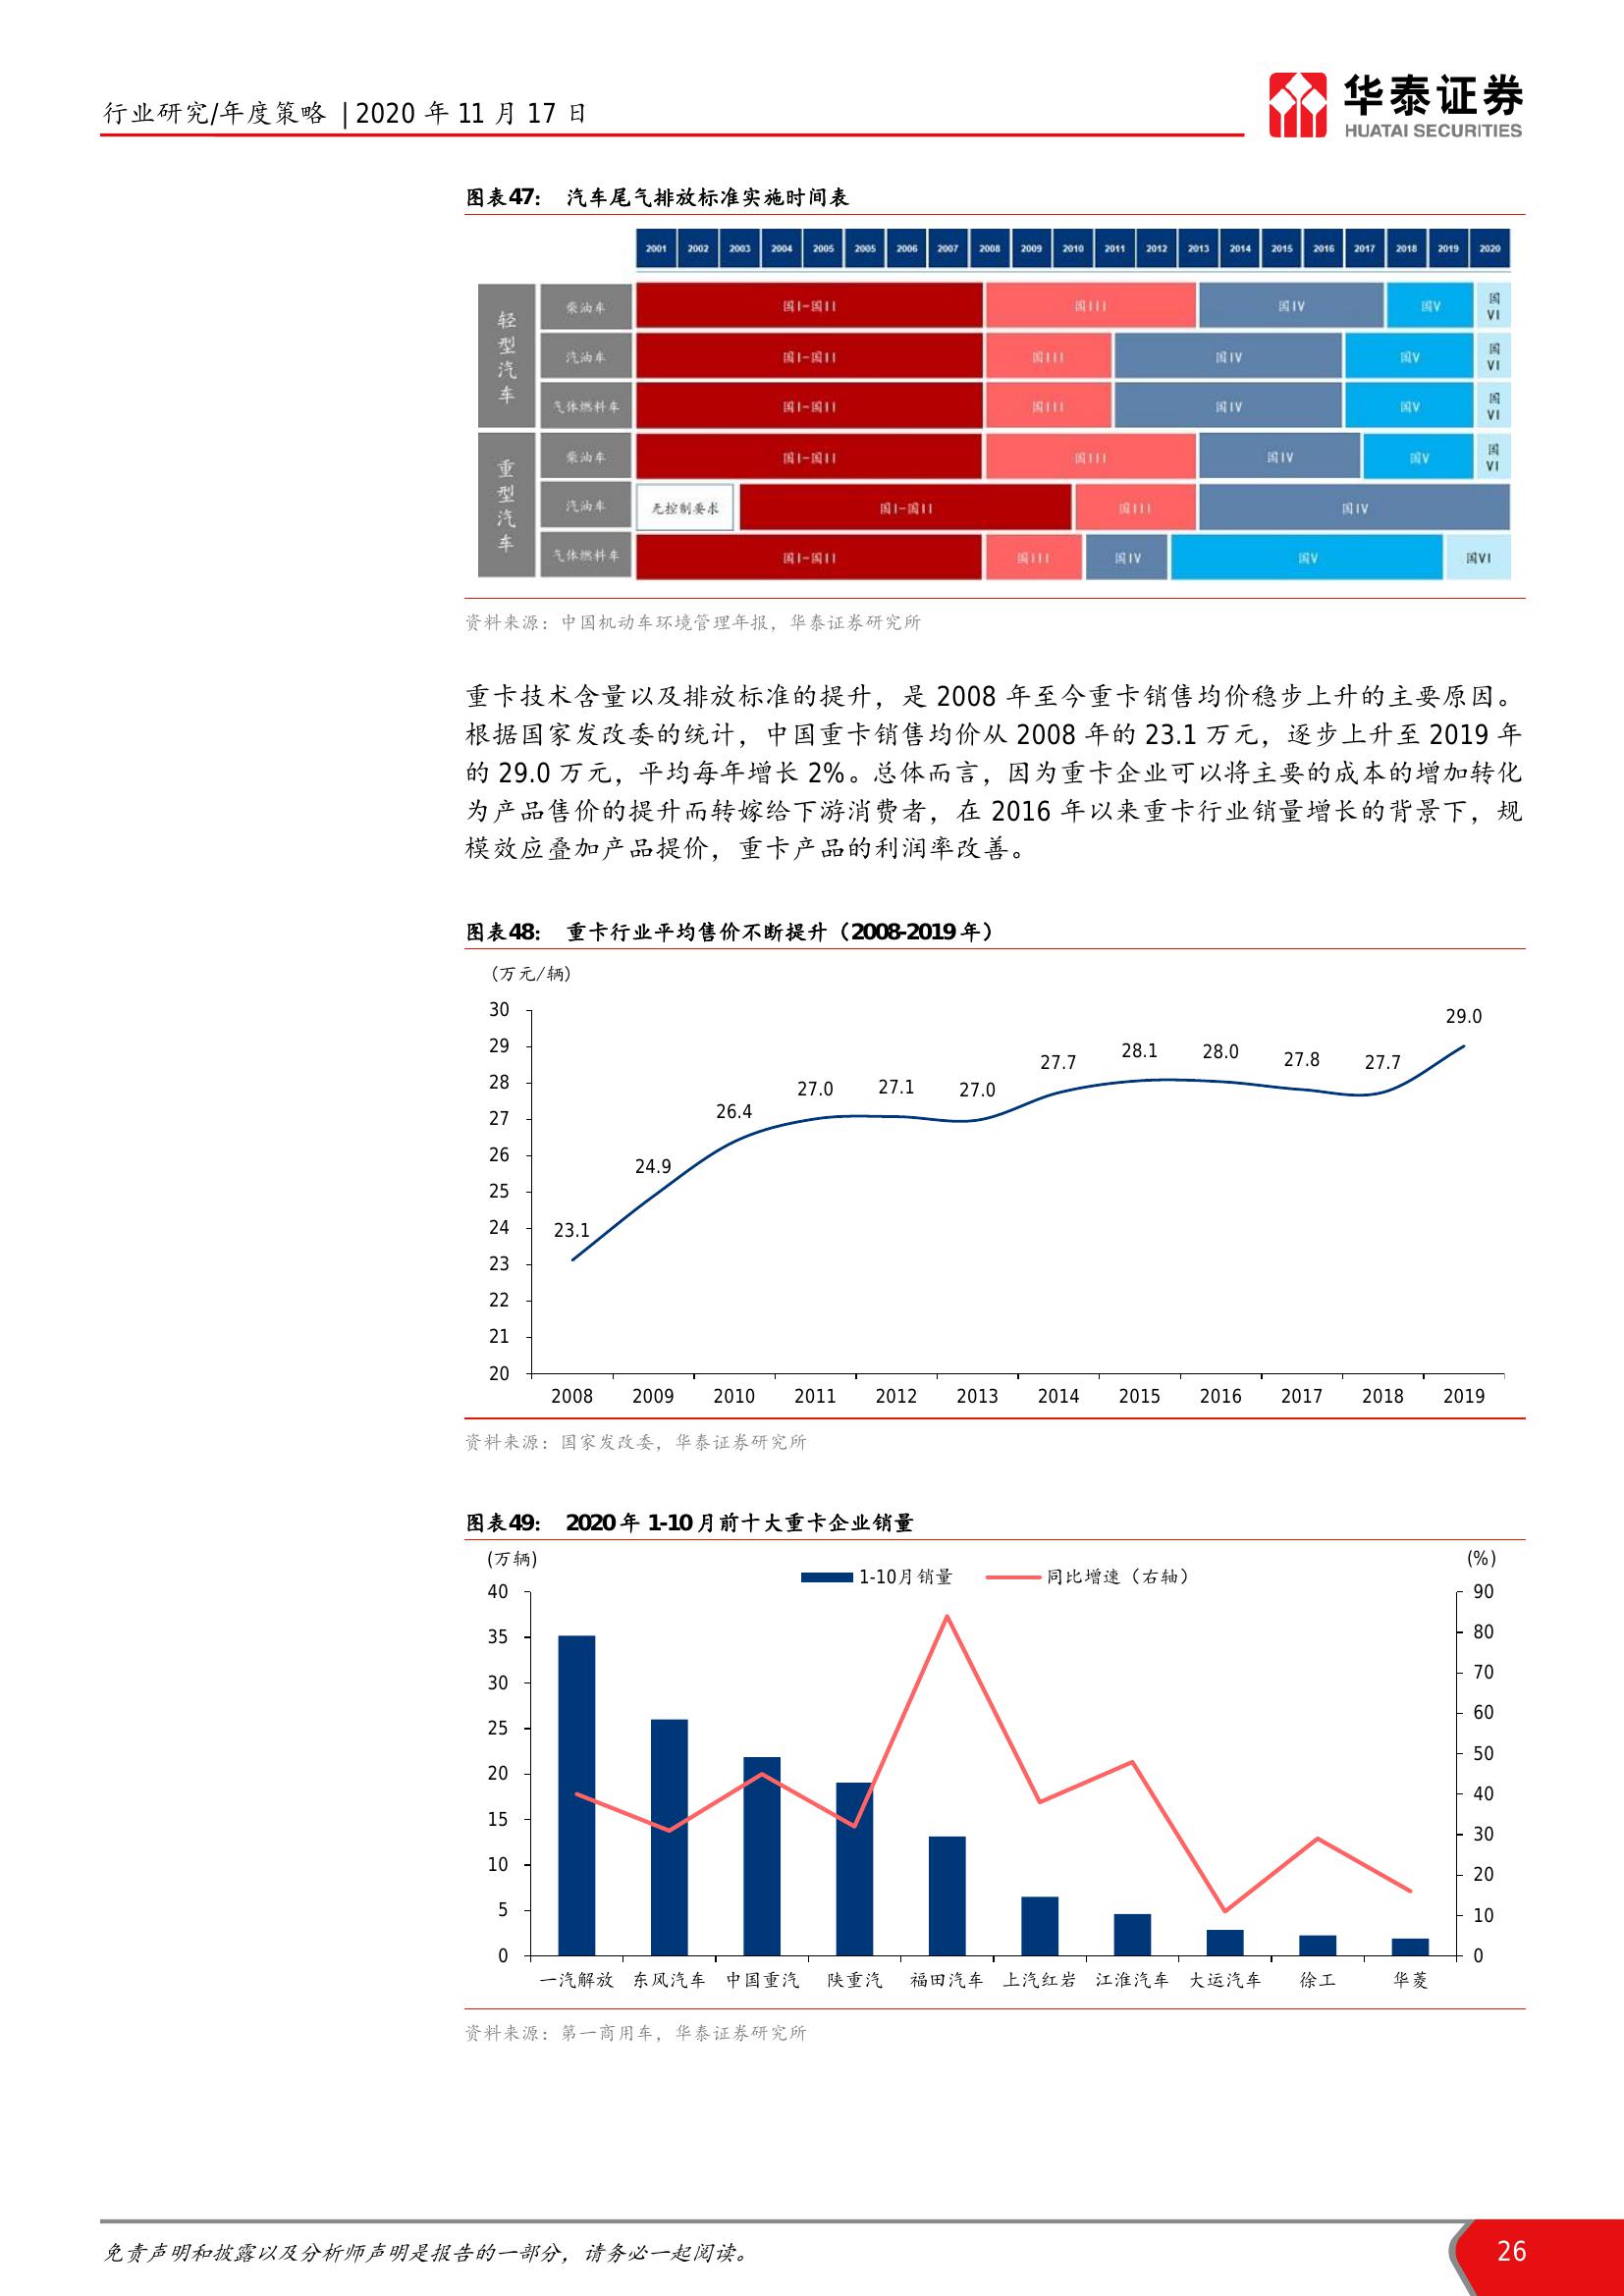 行业研究/年度策略 | 2020 年 11 月 17 日
华泰证券
HUATAI SECURITIES
图表47： 汽车尾气排放标准实施时间表
2001 2002 2003 2004 2005 2005 2006 2007 2008 2009 2010 2011 2012 2013 2014 2015 2016 2017 2018 2019 2020
轻型汽车
柴油车 国I-国II 国III 国IV 国V 国VI
汽油车 国I-国II 国III 国IV 国V 国VI
气体燃料车 国I-国II 国III 国IV 国V 国VI
重型汽车
柴油车 国I-国II 国III 国IV 国V 国VI
汽油车 无控制要求 国I-国II 国III 国IV
气体燃料车 国I-国II 国III 国IV 国V 国VI
资料来源：中国机动车环境管理年报，华泰证券研究所
重卡技术含量以及排放标准的提升，是 2008 年至今重卡销售均价稳步上升的主要原因。
根据国家发改委的统计，中国重卡销售均价从 2008 年的 23.1 万元，逐步上升至 2019 年
的 29.0 万元，平均每年增长 2%。总体而言，因为重卡企业可以将主要的成本的增加转化
为产品售价的提升而转嫁给下游消费者，在 2016 年以来重卡行业销量增长的背景下，规
模效应叠加产品提价，重卡产品的利润率改善。
图表48： 重卡行业平均售价不断提升（2008-2019 年）
（万元/辆）
30
29
28
27
26
25
24
23
22
21
20
23.1 24.9 26.4 27.0 27.1 27.0 27.7 28.1 28.0 27.8 27.7 29.0
2008 2009 2010 2011 2012 2013 2014 2015 2016 2017 2018 2019
资料来源：国家发改委，华泰证券研究所
图表49： 2020 年 1-10 月前十大重卡企业销量
(万辆) (%)
1-10月销量 同比增速（右轴）
40 90
35 80
30 70
25 60
20 50
15 40
10 30
5 20
0 10
0
一汽解放 东风汽车 中国重汽 陕重汽 福田汽车 上汽红岩 江淮汽车 大运汽车 徐工 华菱
资料来源：第一商用车，华泰证券研究所
免责声明和披露以及分析师声明是报告的一部分，请务必一起阅读。 26